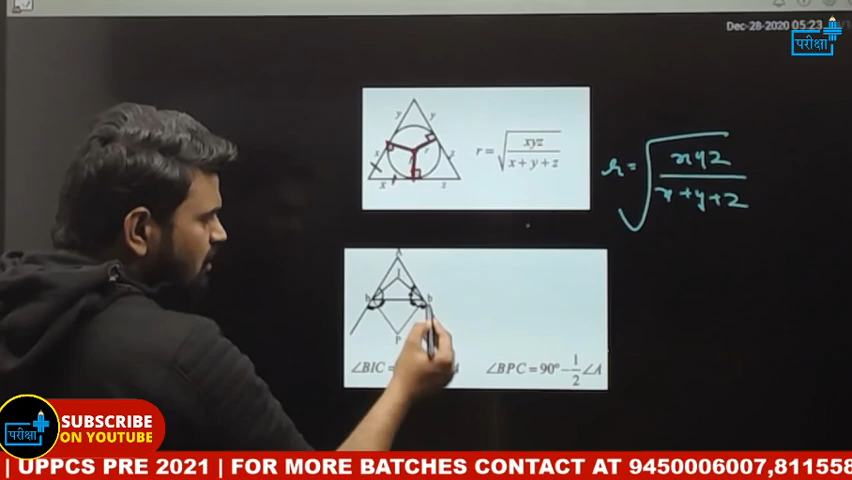 Dec-28-2020 05:23
परीक्षा
y y
x z
x z
r
r = √xyz/x + y + z
r = √xyz/x+y+z
A
I
b b
P
∠BIC =
∠BPC = 90° − 1/2 ∠A
परीक्षा
SUBSCRIBE
ON YOUTUBE
| UPPCS PRE 2021 | FOR MORE BATCHES CONTACT AT 9450006007,811558